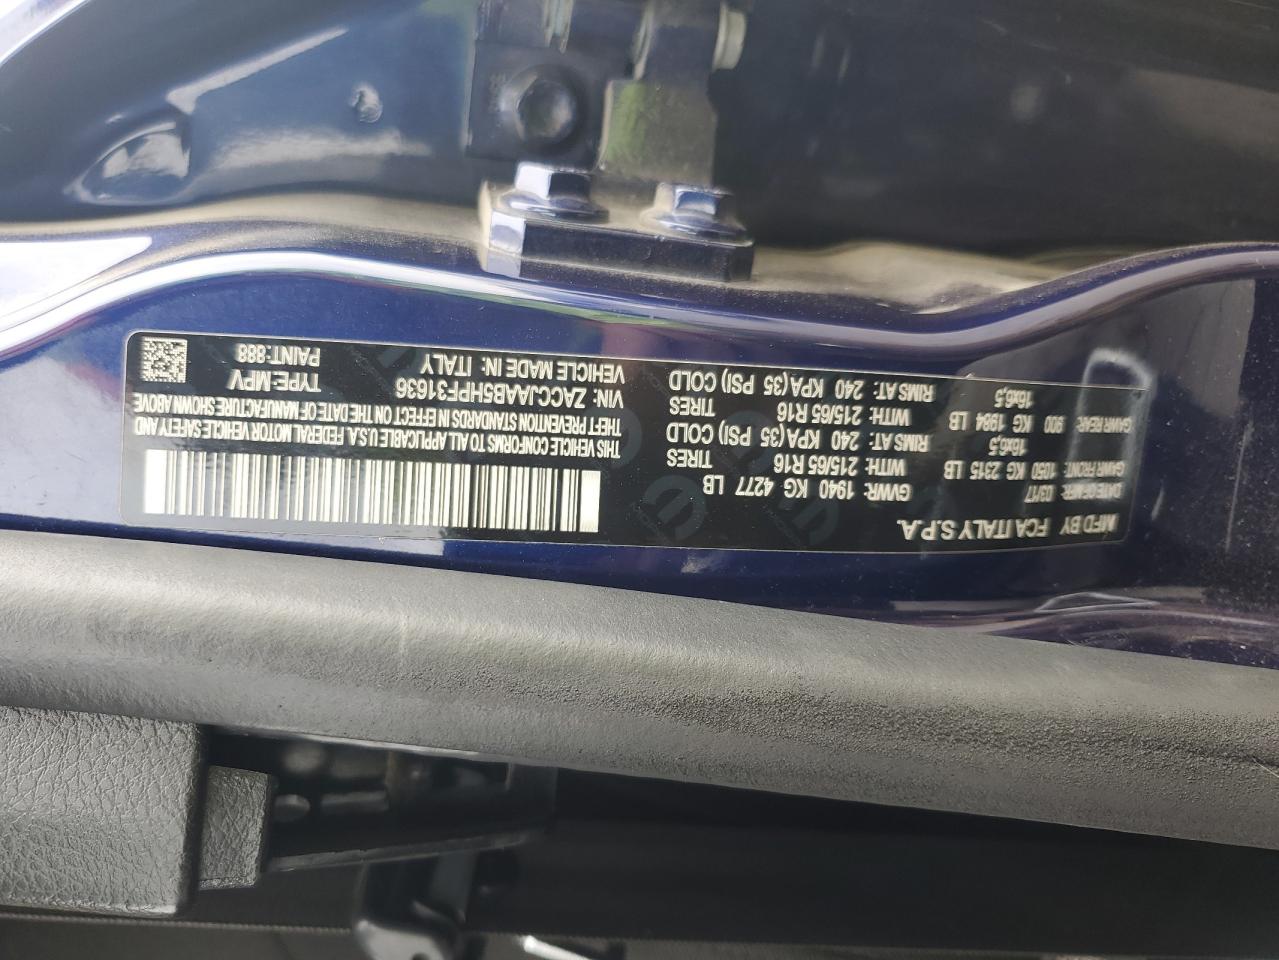 MFD BY FCA ITALY S.P.A.
DATE OF MFR: 03/17 GVWR: 1940 KG 4277 LB
GAWR FRONT: 1050 KG 2315 LB WITH: 215/65 R16 TIRES
16x6,5 RIMS AT: 240 KPA(35 PSI) COLD
GAWR REAR: 900 KG 1984 LB WITH: 215/65 R16 TIRES
16x6,5 RIMS AT: 240 KPA(35 PSI) COLD
THIS VEHICLE CONFORMS TO ALL APPLICABLE U.S.A. FEDERAL MOTOR VEHICLE SAFETY AND
THEFT PREVENTION STANDARDS IN EFFECT ON THE DATE OF MANUFACTURE SHOWN ABOVE
VIN: ZACCJAAB5HPF31636 TYPE: MPV
VEHICLE MADE IN: ITALY PAINT:888